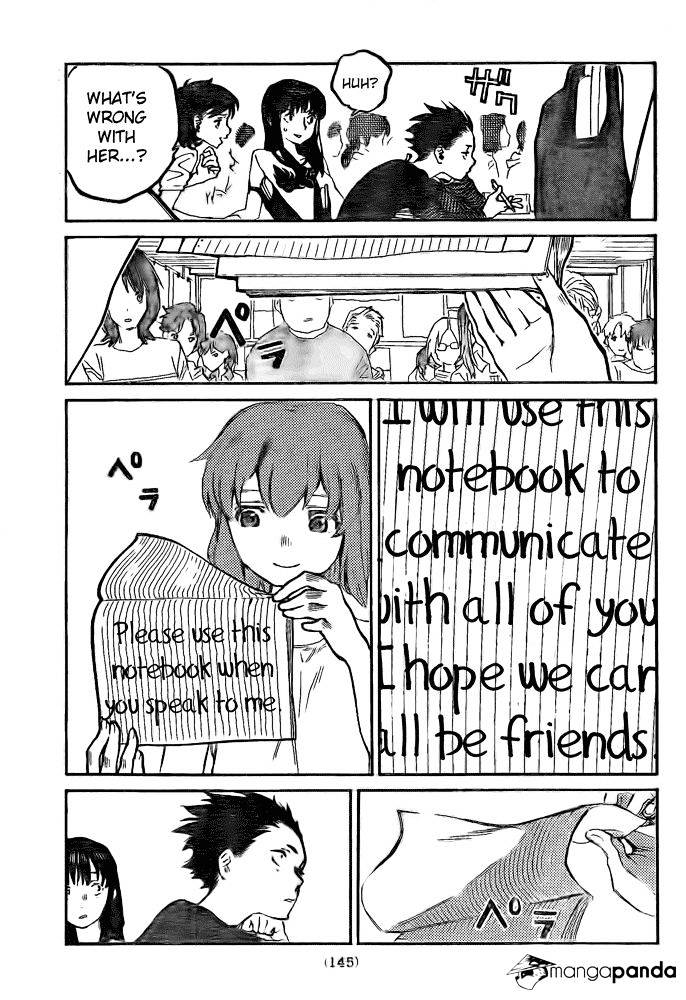 WHAT'S
WRONG
WITH
HER...?
HUH?
ザワッ
ペ
ラ
I will use this
notebook to
communicate
with all of you
I hope we can
all be friends.
ペ
ラ
Please use this
notebook when
you speak to me.
ペ
ラ
(145)
mangapanda